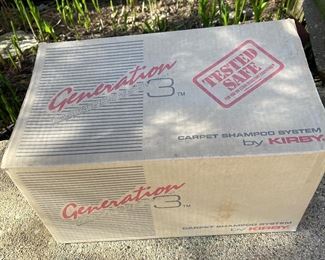 Generation
3™
TESTED
SAFE
CARPET SHAMPOO SYSTEM
by KIRBY®
Generation
3™
CARPET SHAMPOO SYSTEM
by KIRBY®